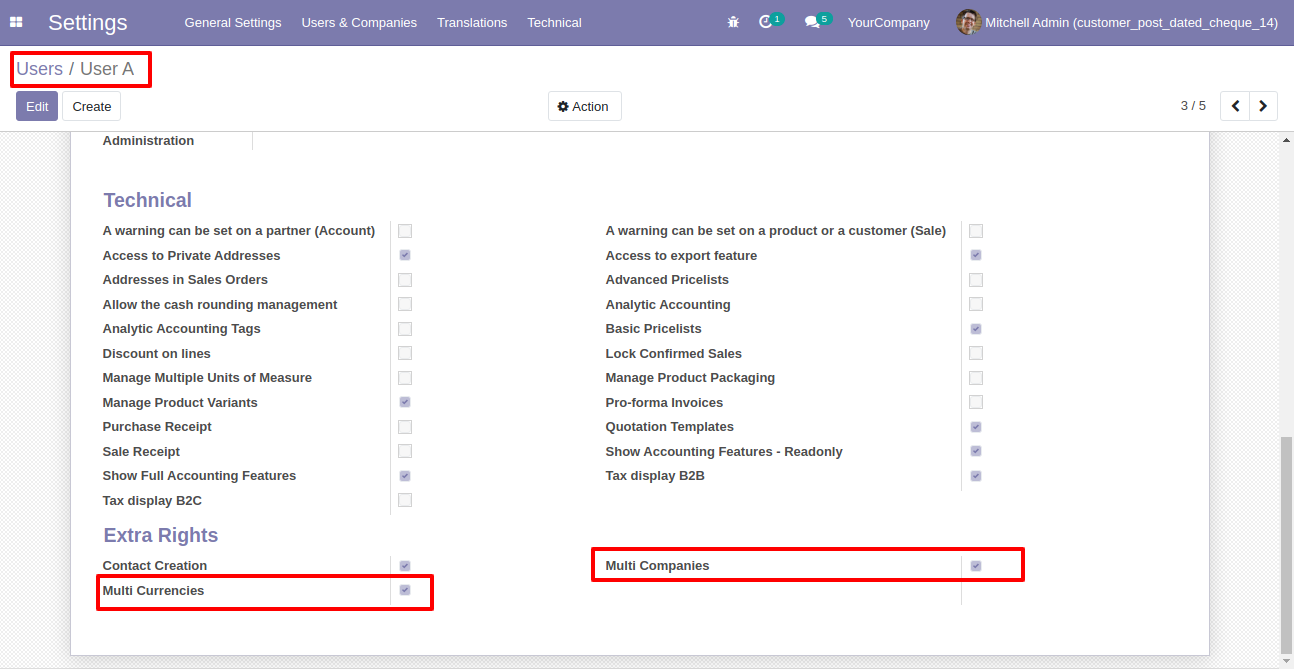 Settings General Settings Users & Companies Translations Technical 1 5 YourCompany Mitchell Admin (customer_post_dated_cheque_14)
Users / User A
Edit Create Action 3 / 5
Administration
Technical
A warning can be set on a partner (Account) A warning can be set on a product or a customer (Sale)
Access to Private Addresses Access to export feature
Addresses in Sales Orders Advanced Pricelists
Allow the cash rounding management Analytic Accounting
Analytic Accounting Tags Basic Pricelists
Discount on lines Lock Confirmed Sales
Manage Multiple Units of Measure Manage Product Packaging
Manage Product Variants Pro-forma Invoices
Purchase Receipt Quotation Templates
Sale Receipt Show Accounting Features - Readonly
Show Full Accounting Features Tax display B2B
Tax display B2C
Extra Rights
Contact Creation Multi Companies
Multi Currencies